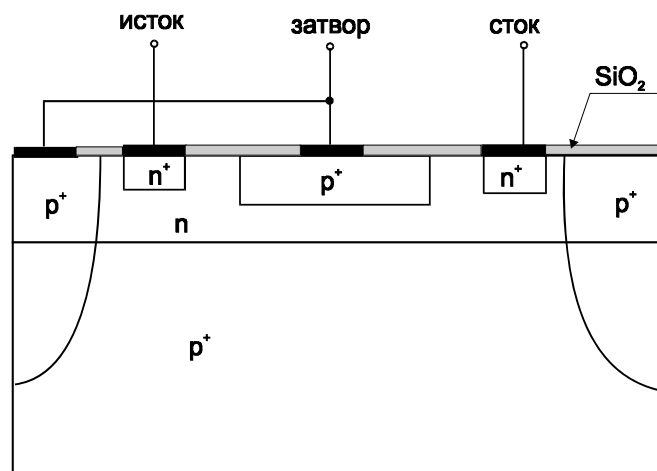 исток затвор сток
SiO₂
n⁺ p⁺ n⁺
p⁺ p⁺
n
p⁺